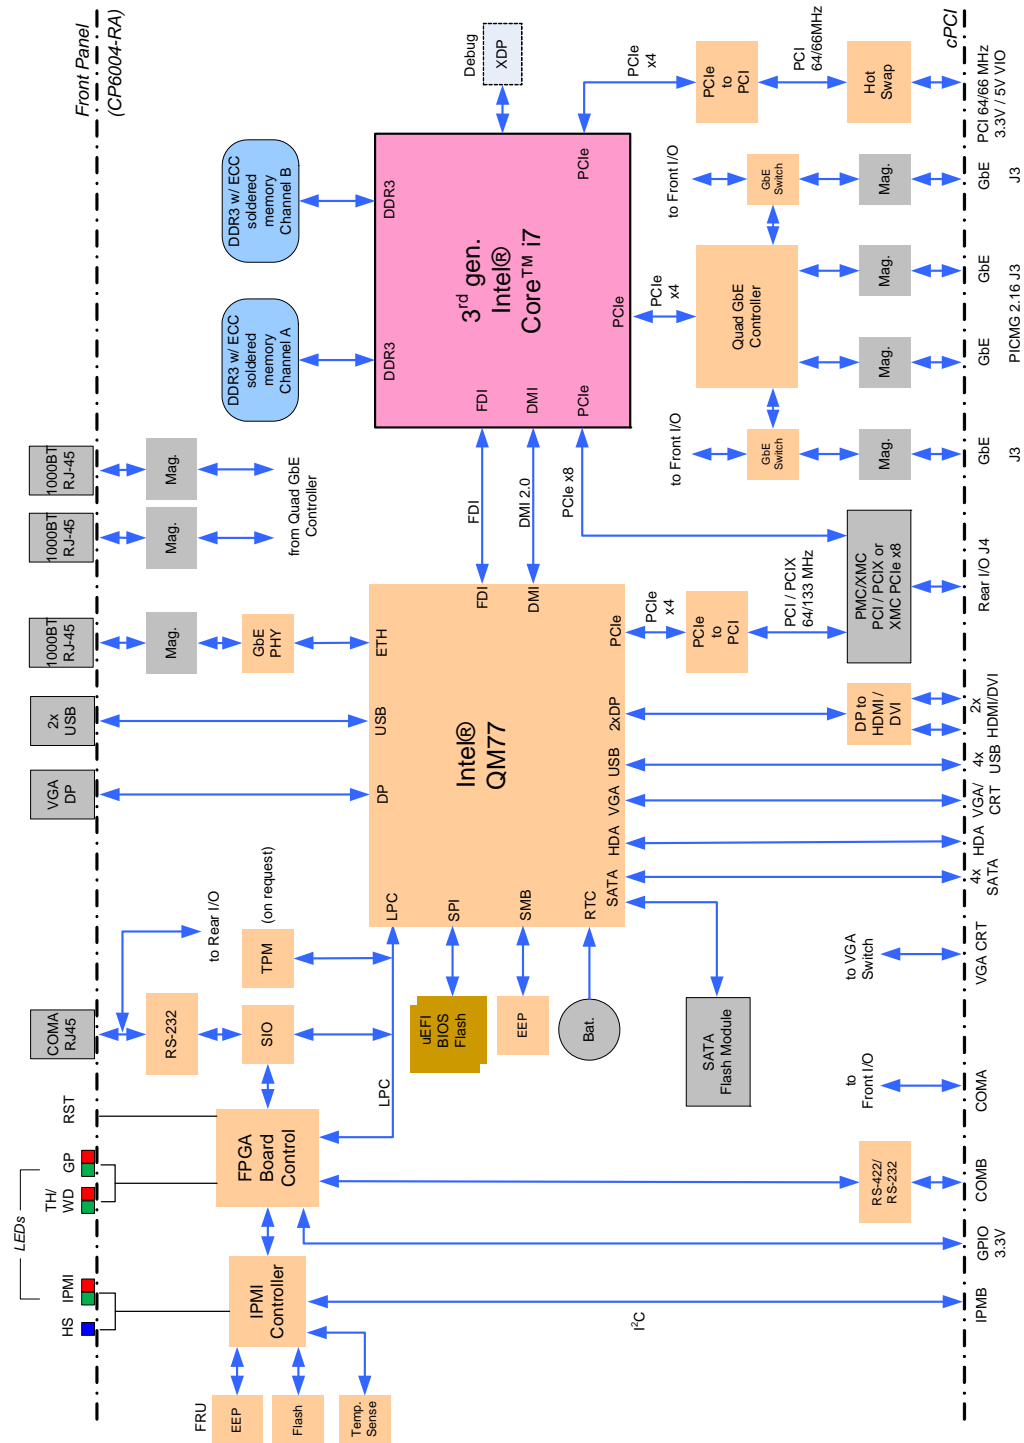 Front Panel
(CP6004-RA)
LEDs
HS
IPMI
TH/
WD
GP
RST
COMA
RJ45
VGA
DP
2x
USB
1000BT
RJ-45
1000BT
RJ-45
1000BT
RJ-45
RS-232
to Rear I/O
Mag.
Mag.
Mag.
SIO
TPM
(on request)
GbE
PHY
from Quad GbE
Controller
DDR3 w/ ECC
soldered
memory
Channel A
DDR3 w/ ECC
soldered
memory
Channel B
FRU
EEP
Flash
Temp.
Sense
IPMI
Controller
FPGA
Board
Control
LPC
LPC
DP
USB
ETH
SPI
SMB
RTC
SATA
HDA
VGA
USB
2xDP
PCIe
FDI
DMI
Intel®
QM77
uEFI
BIOS
Flash
EEP
Bat.
SATA
Flash Module
FDI
DMI 2.0
PCIe x8
DDR3
DDR3
FDI
DMI
PCIe
PCIe
PCIe
3rd gen.
Intel®
Core™ i7
Debug
XDP
PCIe
x4
PCIe
to
PCI
PCI
64/66MHz
Hot
Swap
PCIe
x4
Quad GbE
Controller
to Front I/O
GbE
Switch
to Front I/O
GbE
Switch
Mag.
Mag.
Mag.
Mag.
PCIe
x4
PCIe
to
PCI
PCI / PCIX
64/133 MHz
PMC/XMC
PCI / PCIX or
XMC PCIe x8
DP to
HDMI /
DVI
to VGA
Switch
to
Front I/O
RS-422/
RS-232
I2C
cPCI
IPMB
GPIO
3.3V
COMB
COMA
VGA CRT
4x
SATA
HDA
VGA/
CRT
4x
USB
2x
HDMI/DVI
Rear I/O J4
GbE
J3
GbE
GbE
PICMG 2.16 J3
GbE
J3
PCI 64/66 MHz
3.3V / 5V VIO